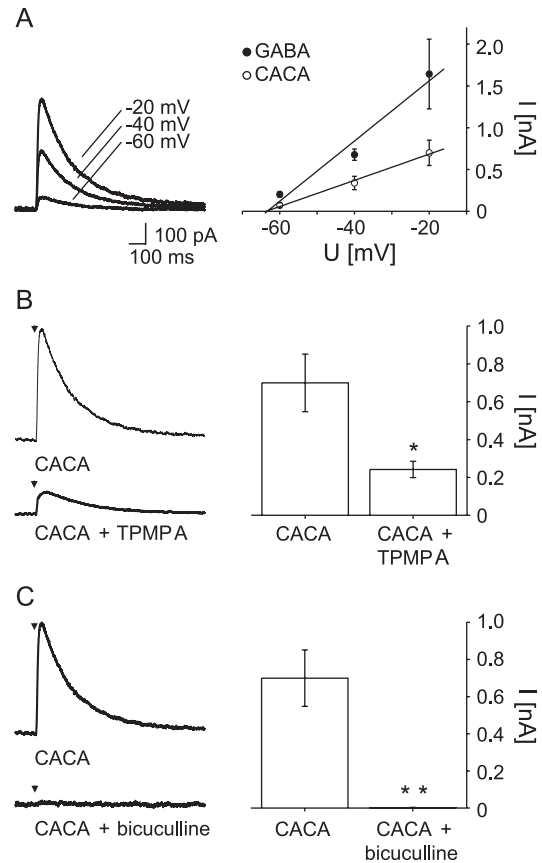 A
-20 mV
-40 mV
-60 mV
100 pA
100 ms
GABA
CACA
2.0
1.5
1.0
0.5
0
I [nA]
-60
-40
-20
U [mV]
B
CACA
CACA + TPMPA
1.0
0.8
0.6
0.4
0.2
0
I [nA]
*
CACA
CACA +
TPMPA
C
CACA
CACA + bicuculline
1.0
0.8
0.6
0.4
0.2
0
I [nA]
* *
CACA
CACA +
bicuculline